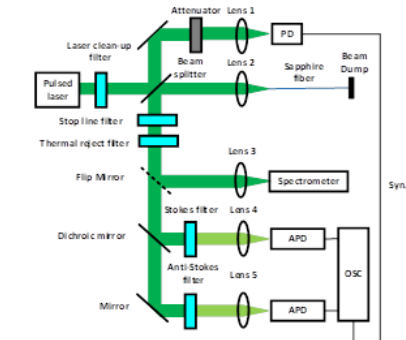 Attenuator
Lens 1
PD
Laser clean-up
filter
Beam
splitter
Lens 2
Sapphire
fiber
Beam
Dump
Pulsed
laser
Stop line filter
Thermal reject filter
Lens 3
Flip Mirror
Spectrometer
Syn.
Stokes filter
Lens 4
Dichroic mirror
APD
Anti-Stokes
filter
Lens 5
OSC
Mirror
APD